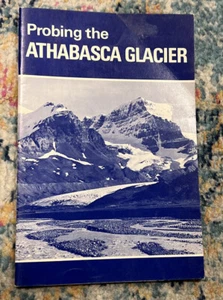 Probing the
ATHABASCA GLACIER